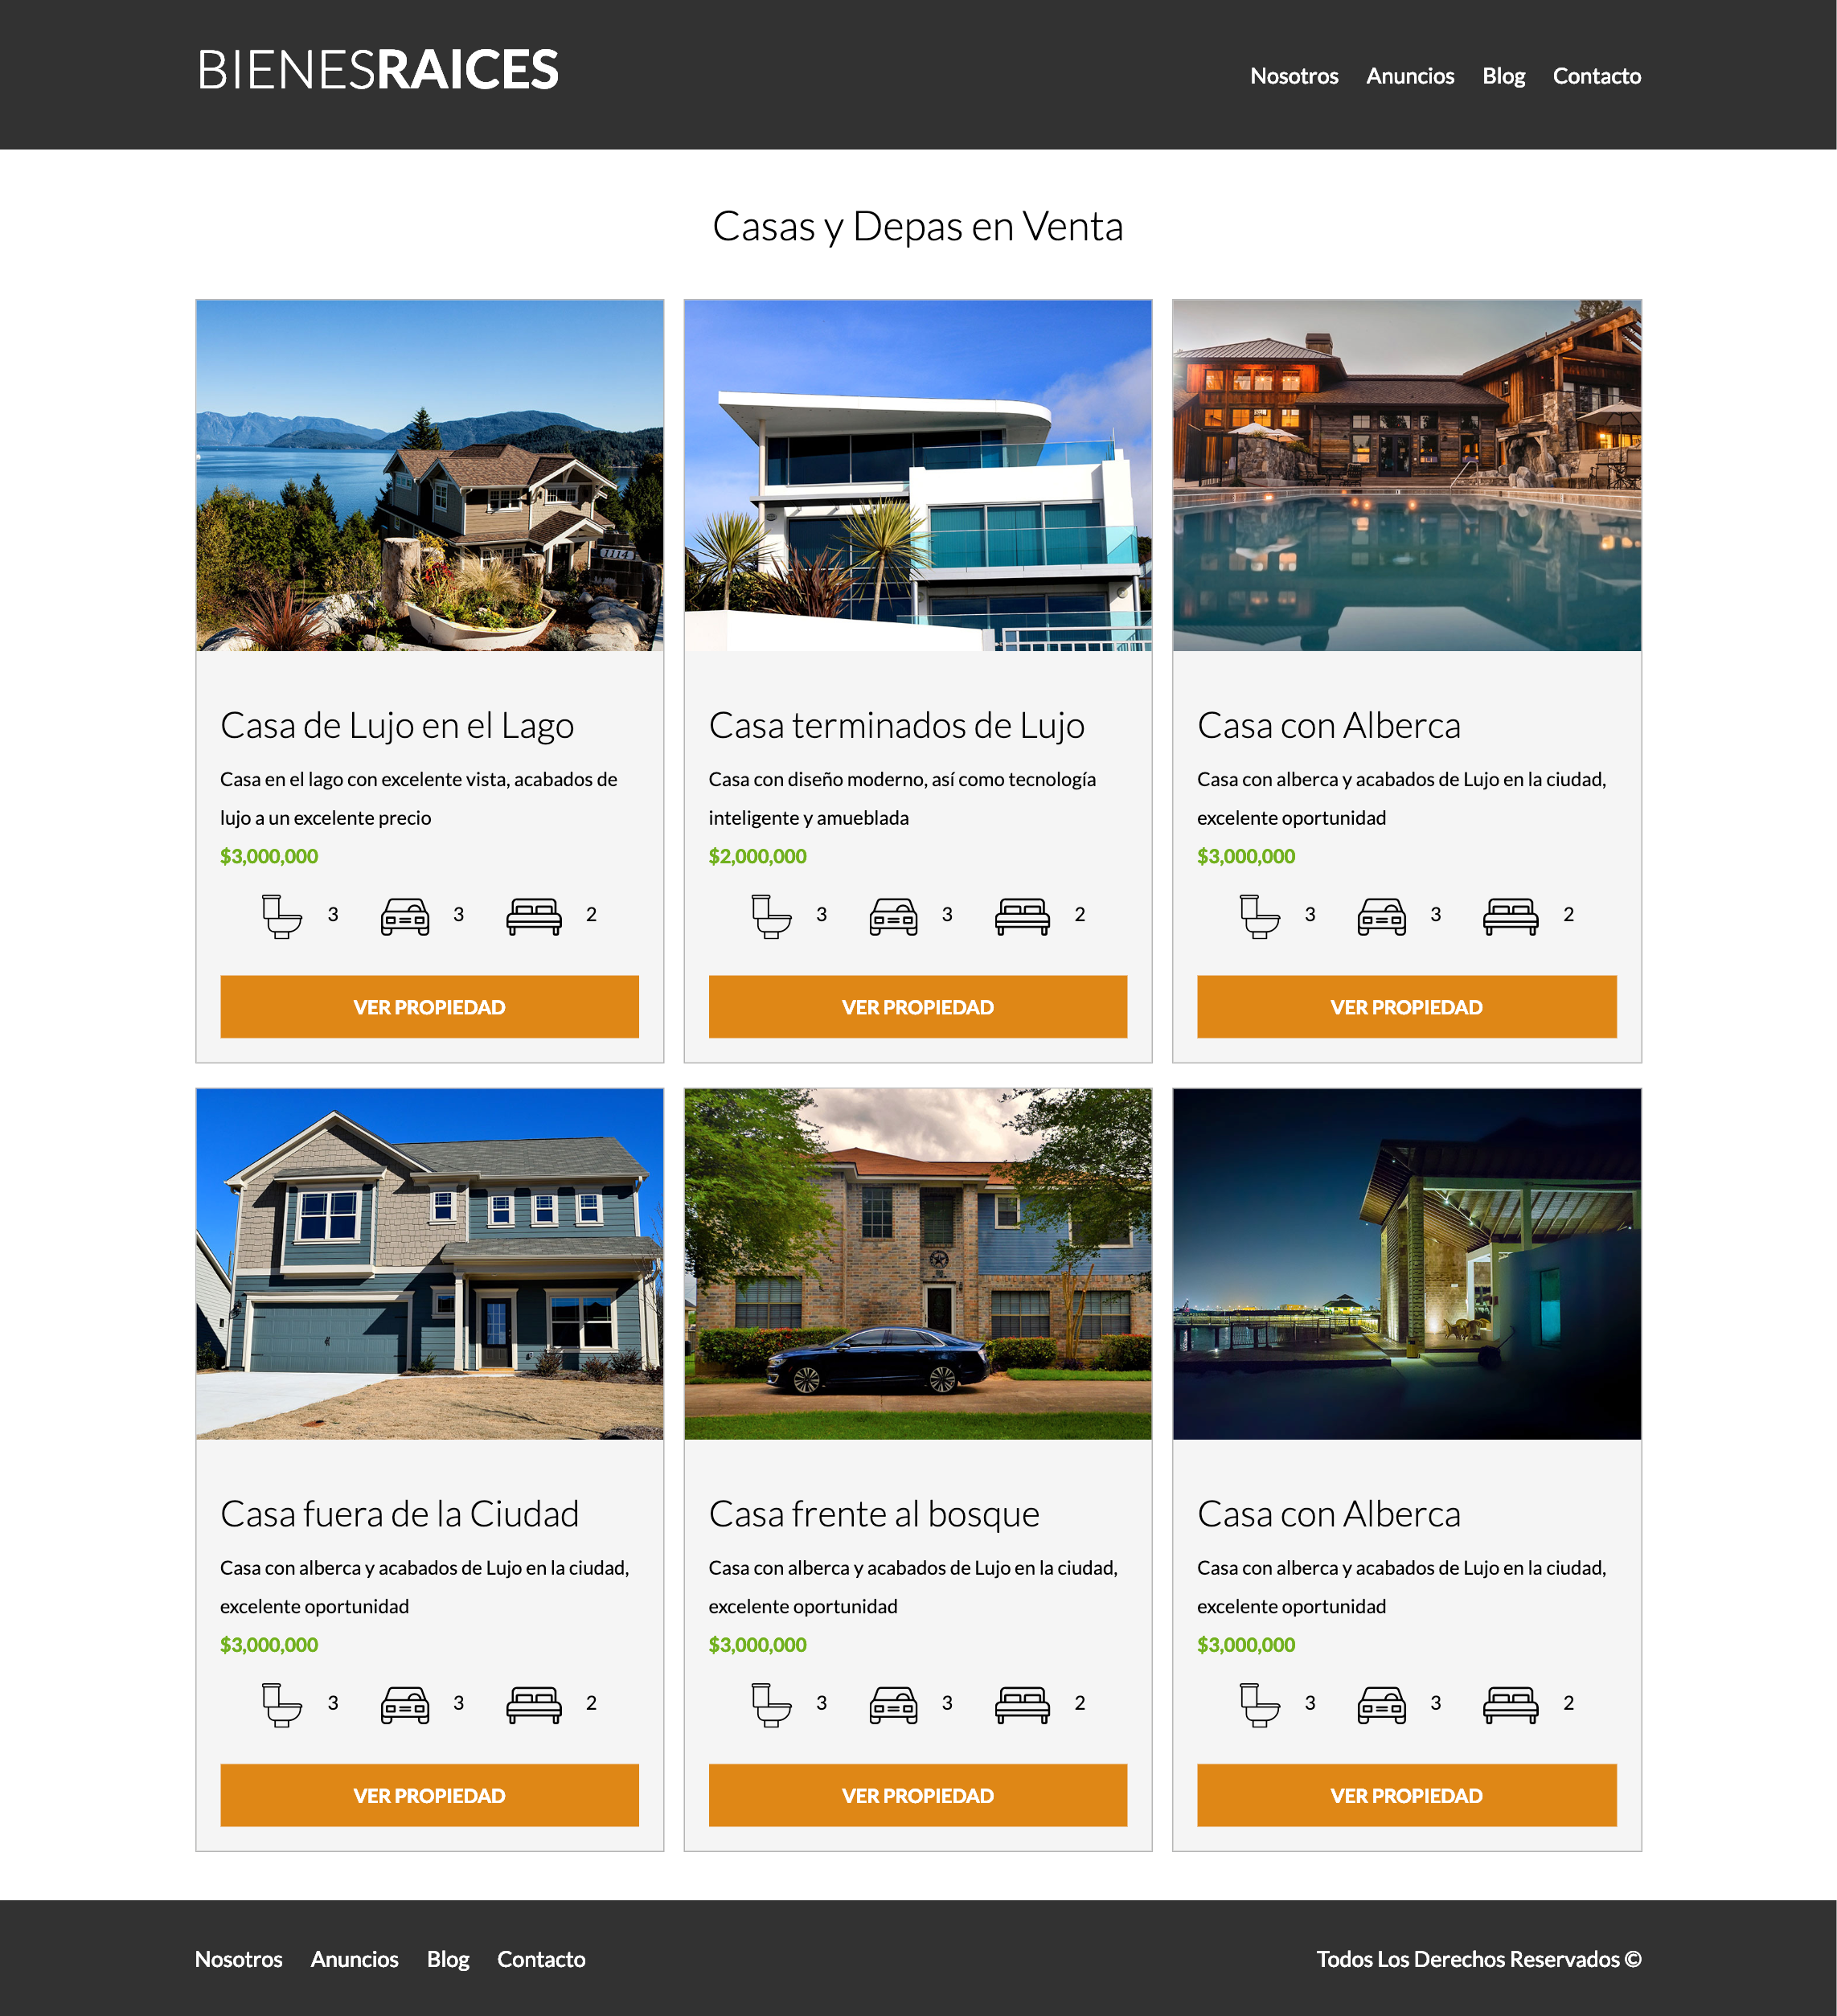 BIENESRAICES
Nosotros Anuncios Blog Contacto
Casas y Depas en Venta
1114
Casa de Lujo en el Lago
Casa en el lago con excelente vista, acabados de
lujo a un excelente precio
$3,000,000
3 3 2
VER PROPIEDAD
Casa terminados de Lujo
Casa con diseño moderno, así como tecnología
inteligente y amueblada
$2,000,000
3 3 2
VER PROPIEDAD
Casa con Alberca
Casa con alberca y acabados de Lujo en la ciudad,
excelente oportunidad
$3,000,000
3 3 2
VER PROPIEDAD
Casa fuera de la Ciudad
Casa con alberca y acabados de Lujo en la ciudad,
excelente oportunidad
$3,000,000
3 3 2
VER PROPIEDAD
Casa frente al bosque
Casa con alberca y acabados de Lujo en la ciudad,
excelente oportunidad
$3,000,000
3 3 2
VER PROPIEDAD
Casa con Alberca
Casa con alberca y acabados de Lujo en la ciudad,
excelente oportunidad
$3,000,000
3 3 2
VER PROPIEDAD
Nosotros Anuncios Blog Contacto
Todos Los Derechos Reservados ©